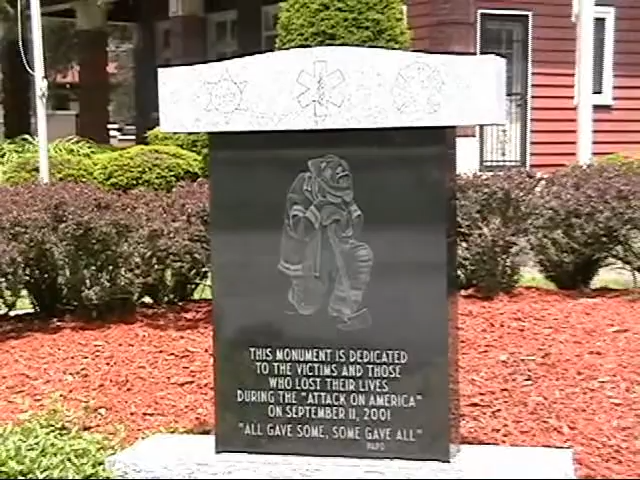 THIS MONUMENT IS DEDICATED
TO THE VICTIMS AND THOSE
WHO LOST THEIR LIVES
DURING THE "ATTACK ON AMERICA"
ON SEPTEMBER 11, 2001
"ALL GAVE SOME, SOME GAVE ALL"